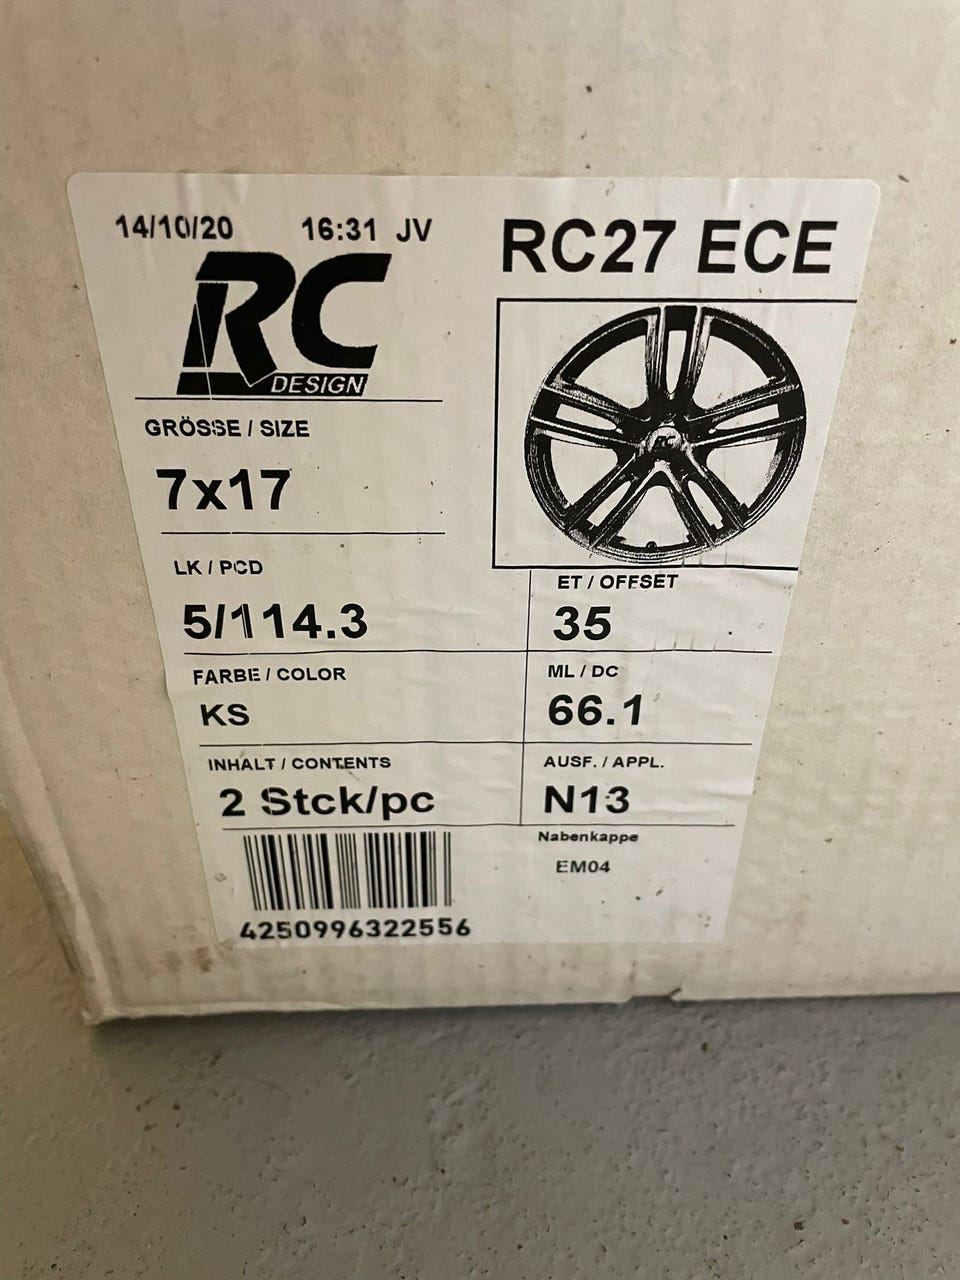 14/10/20 16:31 JV
RC27 ECE
RC
DESIGN
RC
GRÖSSE / SIZE
7x17
LK / PCD
5/114.3
ET / OFFSET
35
FARBE / COLOR
KS
ML / DC
66.1
INHALT / CONTENTS
2 Stck/pc
AUSF. / APPL.
N13
Nabenkappe
EM04
4250996322556